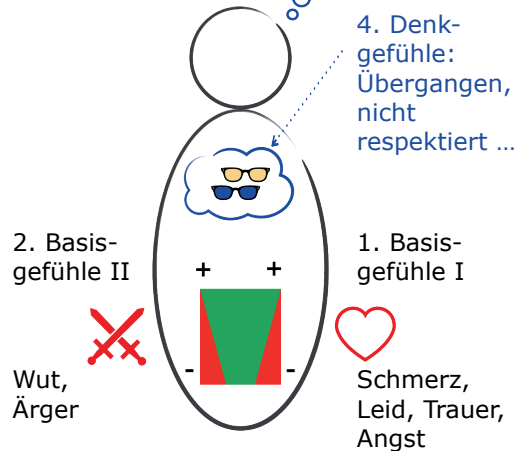 4. Denk-
gefühle:
Übergangen,
nicht
respektiert ...
2. Basis-
gefühle II
1. Basis-
gefühle I
+ +
- -
Wut,
Ärger
Schmerz,
Leid, Trauer,
Angst